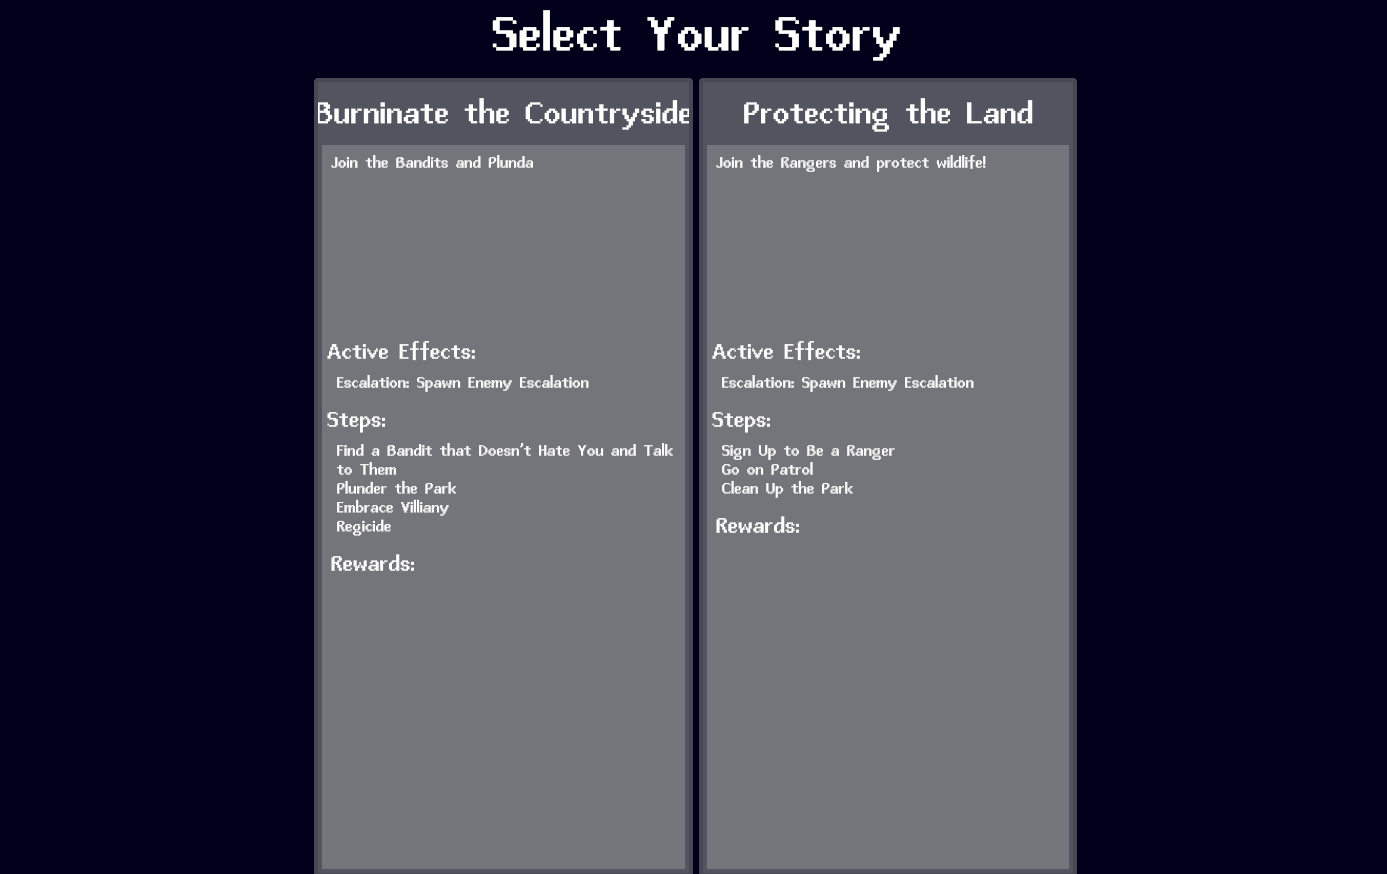 Select Your Story
Burninate the Countryside
Join the Bandits and Plunda
Active Effects:
Escalation: Spawn Enemy Escalation
Steps:
Find a Bandit that Doesn't Hate You and Talk
to Them
Plunder the Park
Embrace Villiany
Regicide
Rewards:
Protecting the Land
Join the Rangers and protect wildlife!
Active Effects:
Escalation: Spawn Enemy Escalation
Steps:
Sign Up to Be a Ranger
Go on Patrol
Clean Up the Park
Rewards: